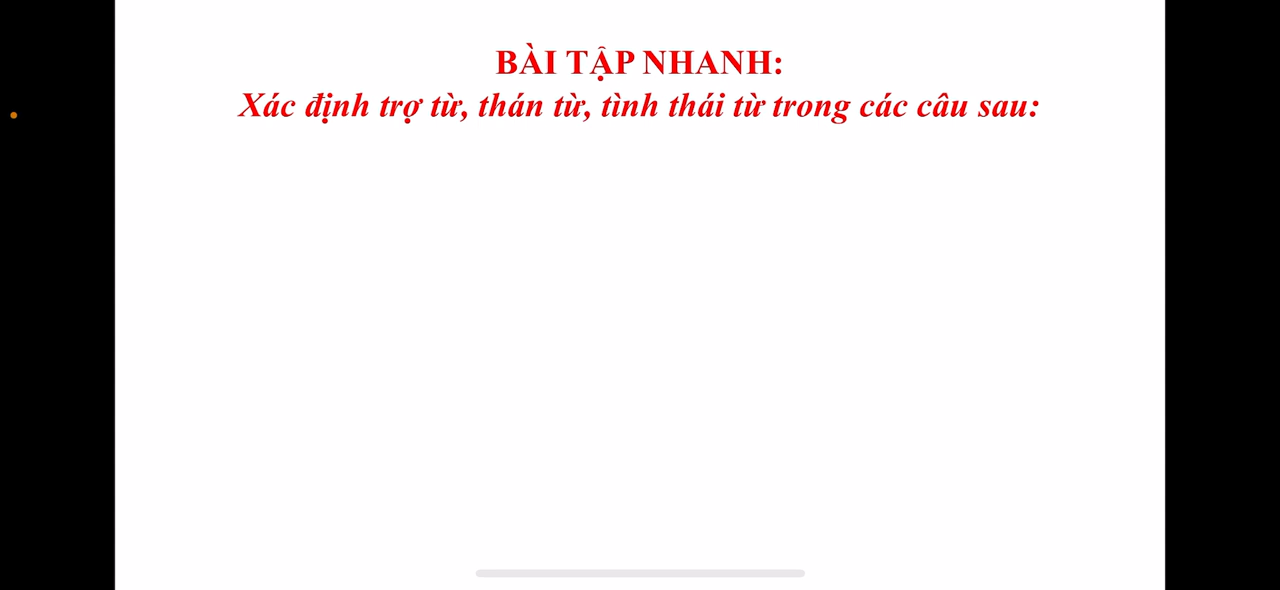 BÀI TẬP NHANH:
Xác định trợ từ, thán từ, tình thái từ trong các câu sau: